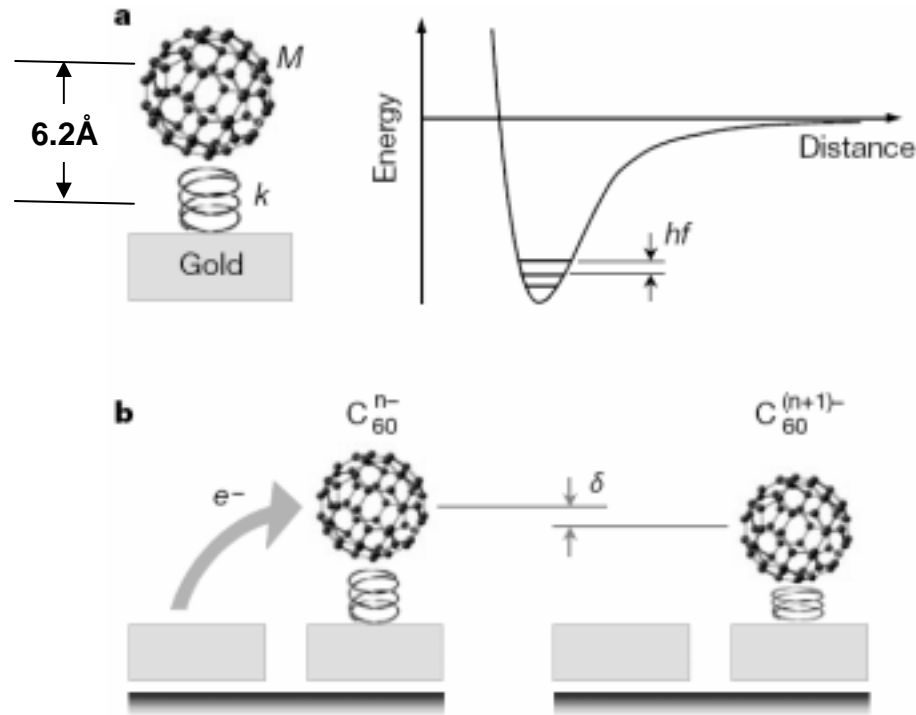 a
M
6.2Å
k
Gold
Energy
Distance
hf
b
C₆₀ⁿ⁻
C₆₀⁽ⁿ⁺¹⁾⁻
e–
δ